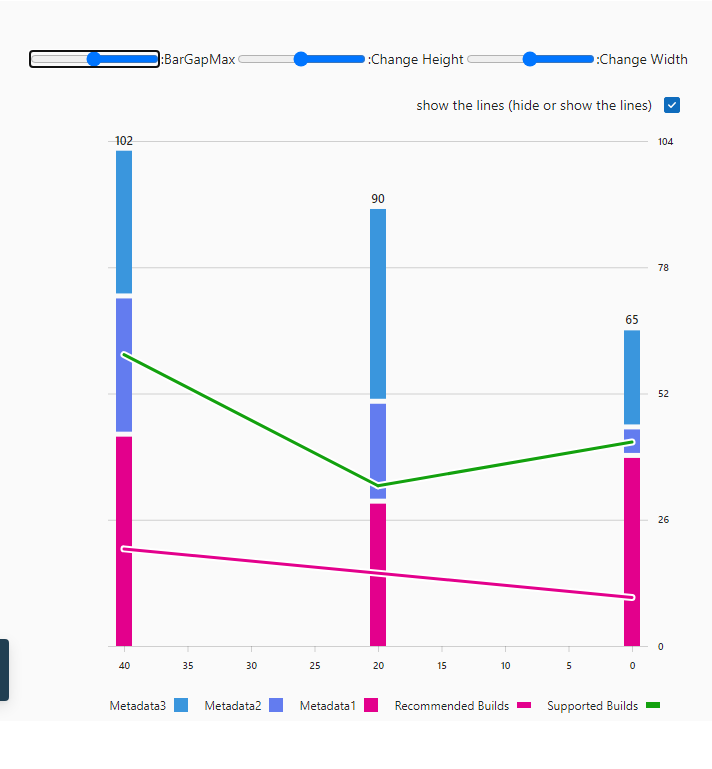 :BarGapMax :Change Height :Change Width
show the lines (hide or show the lines)
102
104
90
78
65
52
26
0
40 35 30 25 20 15 10 5 0
Metadata3 Metadata2 Metadata1 Recommended Builds Supported Builds